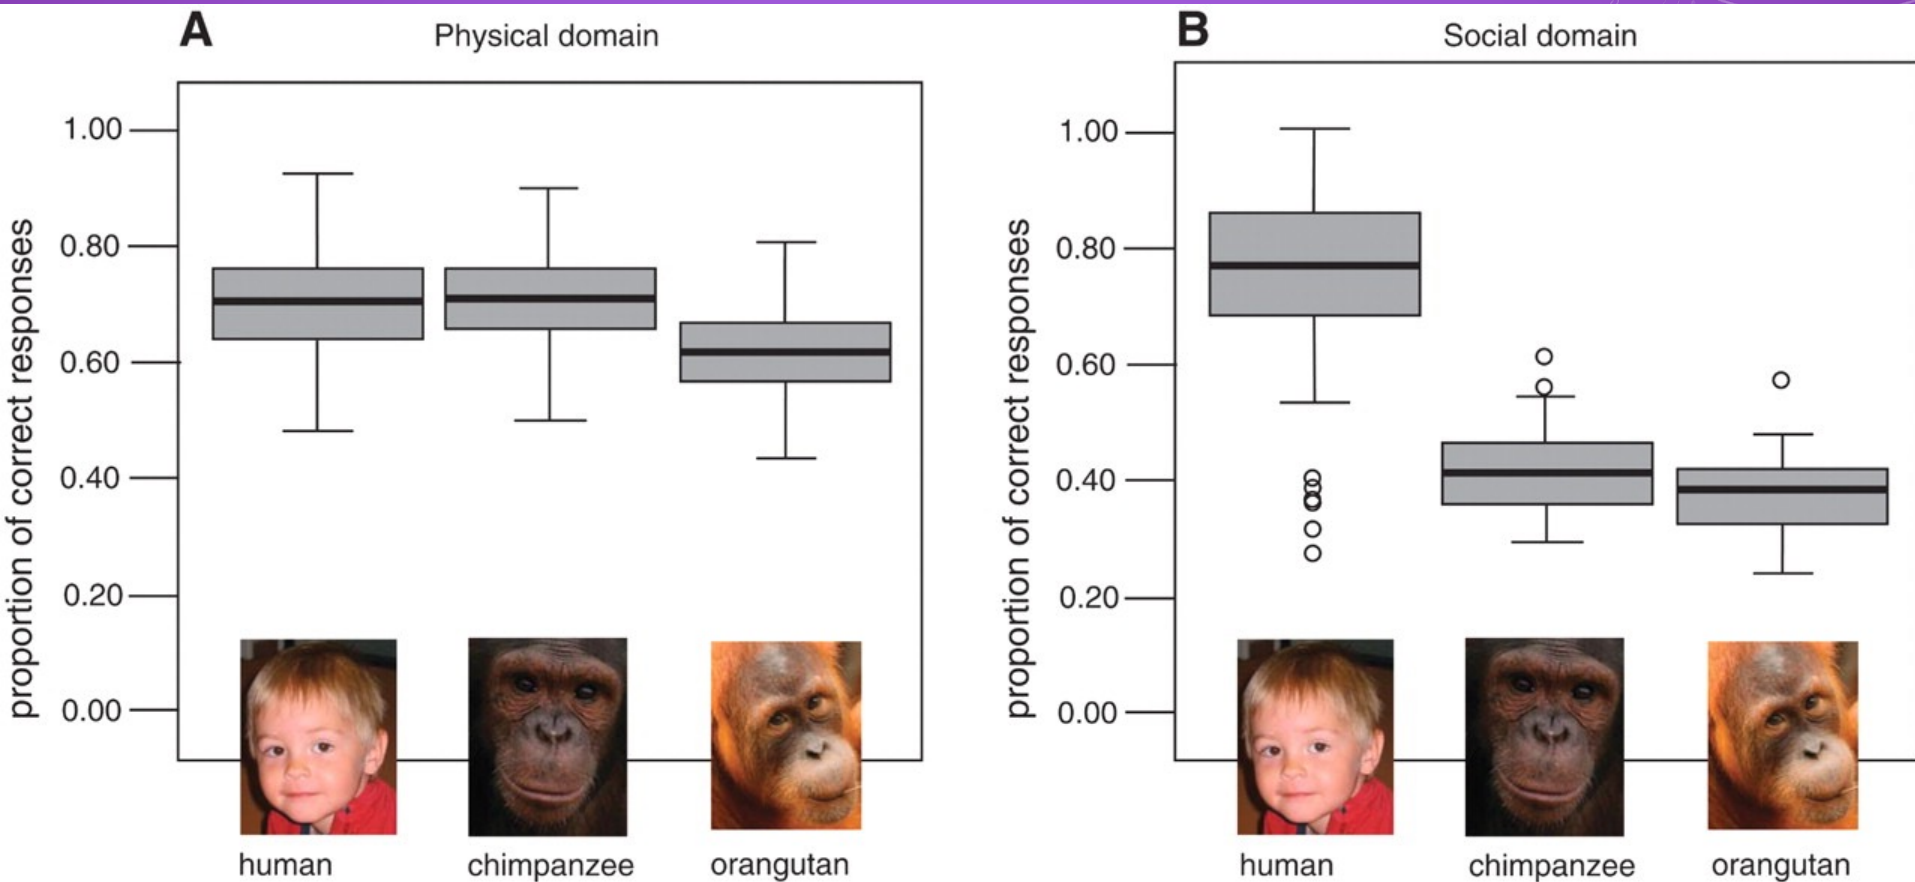 A
Physical domain
proportion of correct responses
1.00
0.80
0.60
0.40
0.20
0.00
human
chimpanzee
orangutan
B
Social domain
proportion of correct responses
1.00
0.80
0.60
0.40
0.20
0.00
human
chimpanzee
orangutan